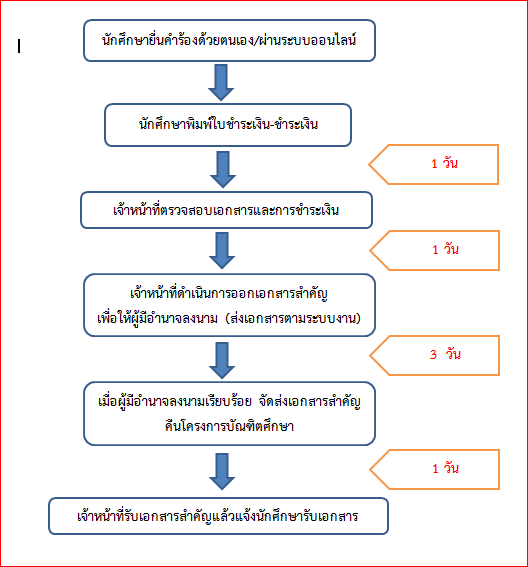 นักศึกษายื่นคำร้องด้วยตนเอง/ผ่านระบบออนไลน์
นักศึกษาพิมพ์ใบชำระเงิน-ชำระเงิน
1 วัน
เจ้าหน้าที่ตรวจสอบเอกสารและการชำระเงิน
1 วัน
เจ้าหน้าที่ดำเนินการออกเอกสารสำคัญ
เพื่อให้ผู้มีอำนาจลงนาม (ส่งเอกสารตามระบบงาน)
3 วัน
เมื่อผู้มีอำนาจลงนามเรียบร้อย จัดส่งเอกสารสำคัญ
คืนโครงการบัณฑิตศึกษา
1 วัน
เจ้าหน้าที่รับเอกสารสำคัญแล้วแจ้งนักศึกษารับเอกสาร